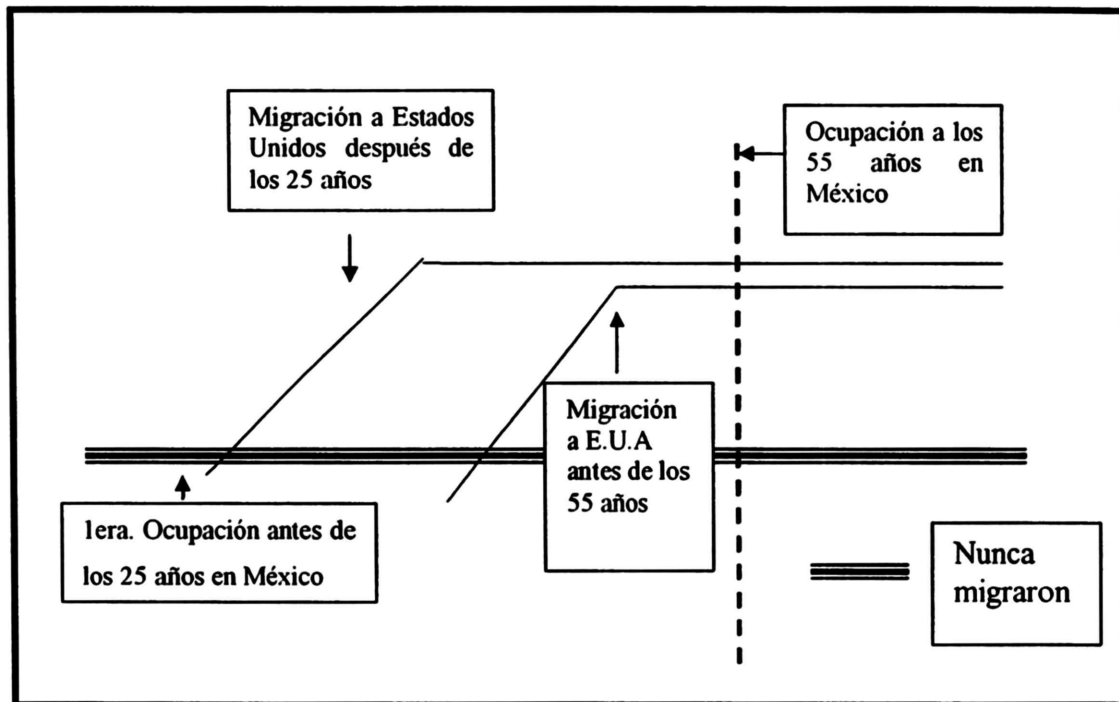 Migración a Estados
Unidos después de
los 25 años
Ocupación a los
55 años en
México
Migración
a E.U.A
antes de los
55 años
1era. Ocupación antes de
los 25 años en México
Nunca
migraron